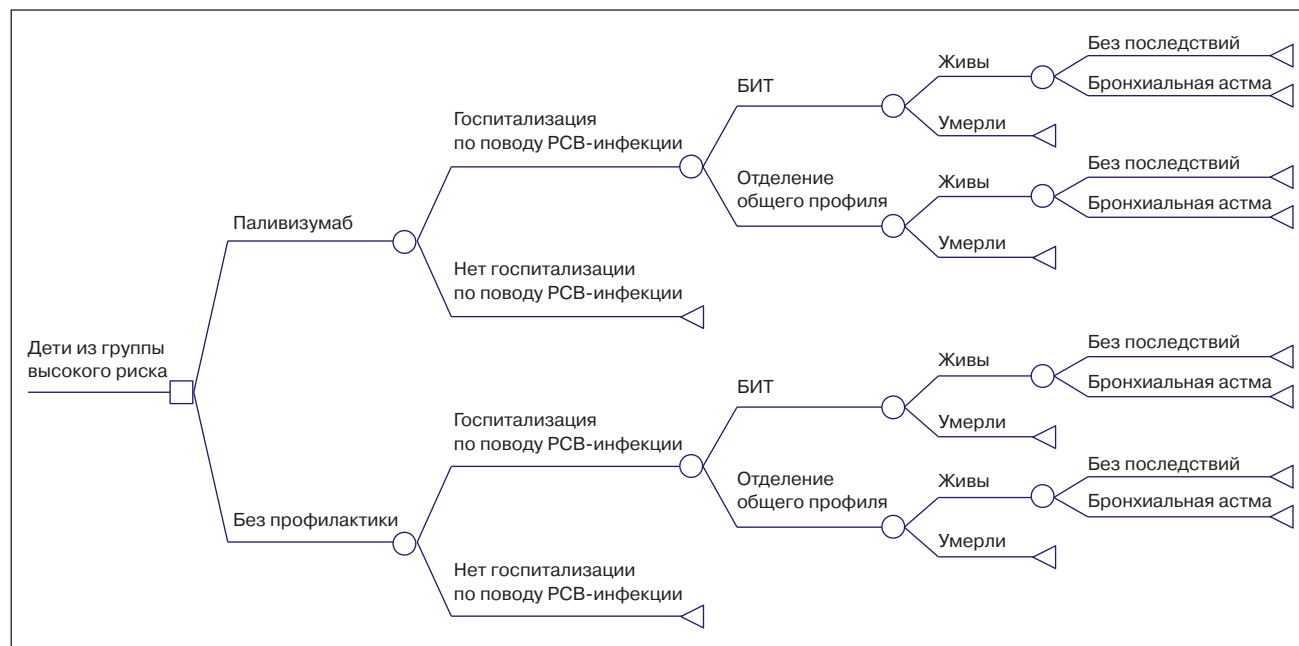 Дети из группы
высокого риска
Паливизумаб
Госпитализация
по поводу РСВ-инфекции
БИТ
Живы
Без последствий
Бронхиальная астма
Умерли
Отделение
общего профиля
Живы
Без последствий
Бронхиальная астма
Умерли
Нет госпитализации
по поводу РСВ-инфекции
Без профилактики
Госпитализация
по поводу РСВ-инфекции
БИТ
Живы
Без последствий
Бронхиальная астма
Умерли
Отделение
общего профиля
Живы
Без последствий
Бронхиальная астма
Умерли
Нет госпитализации
по поводу РСВ-инфекции